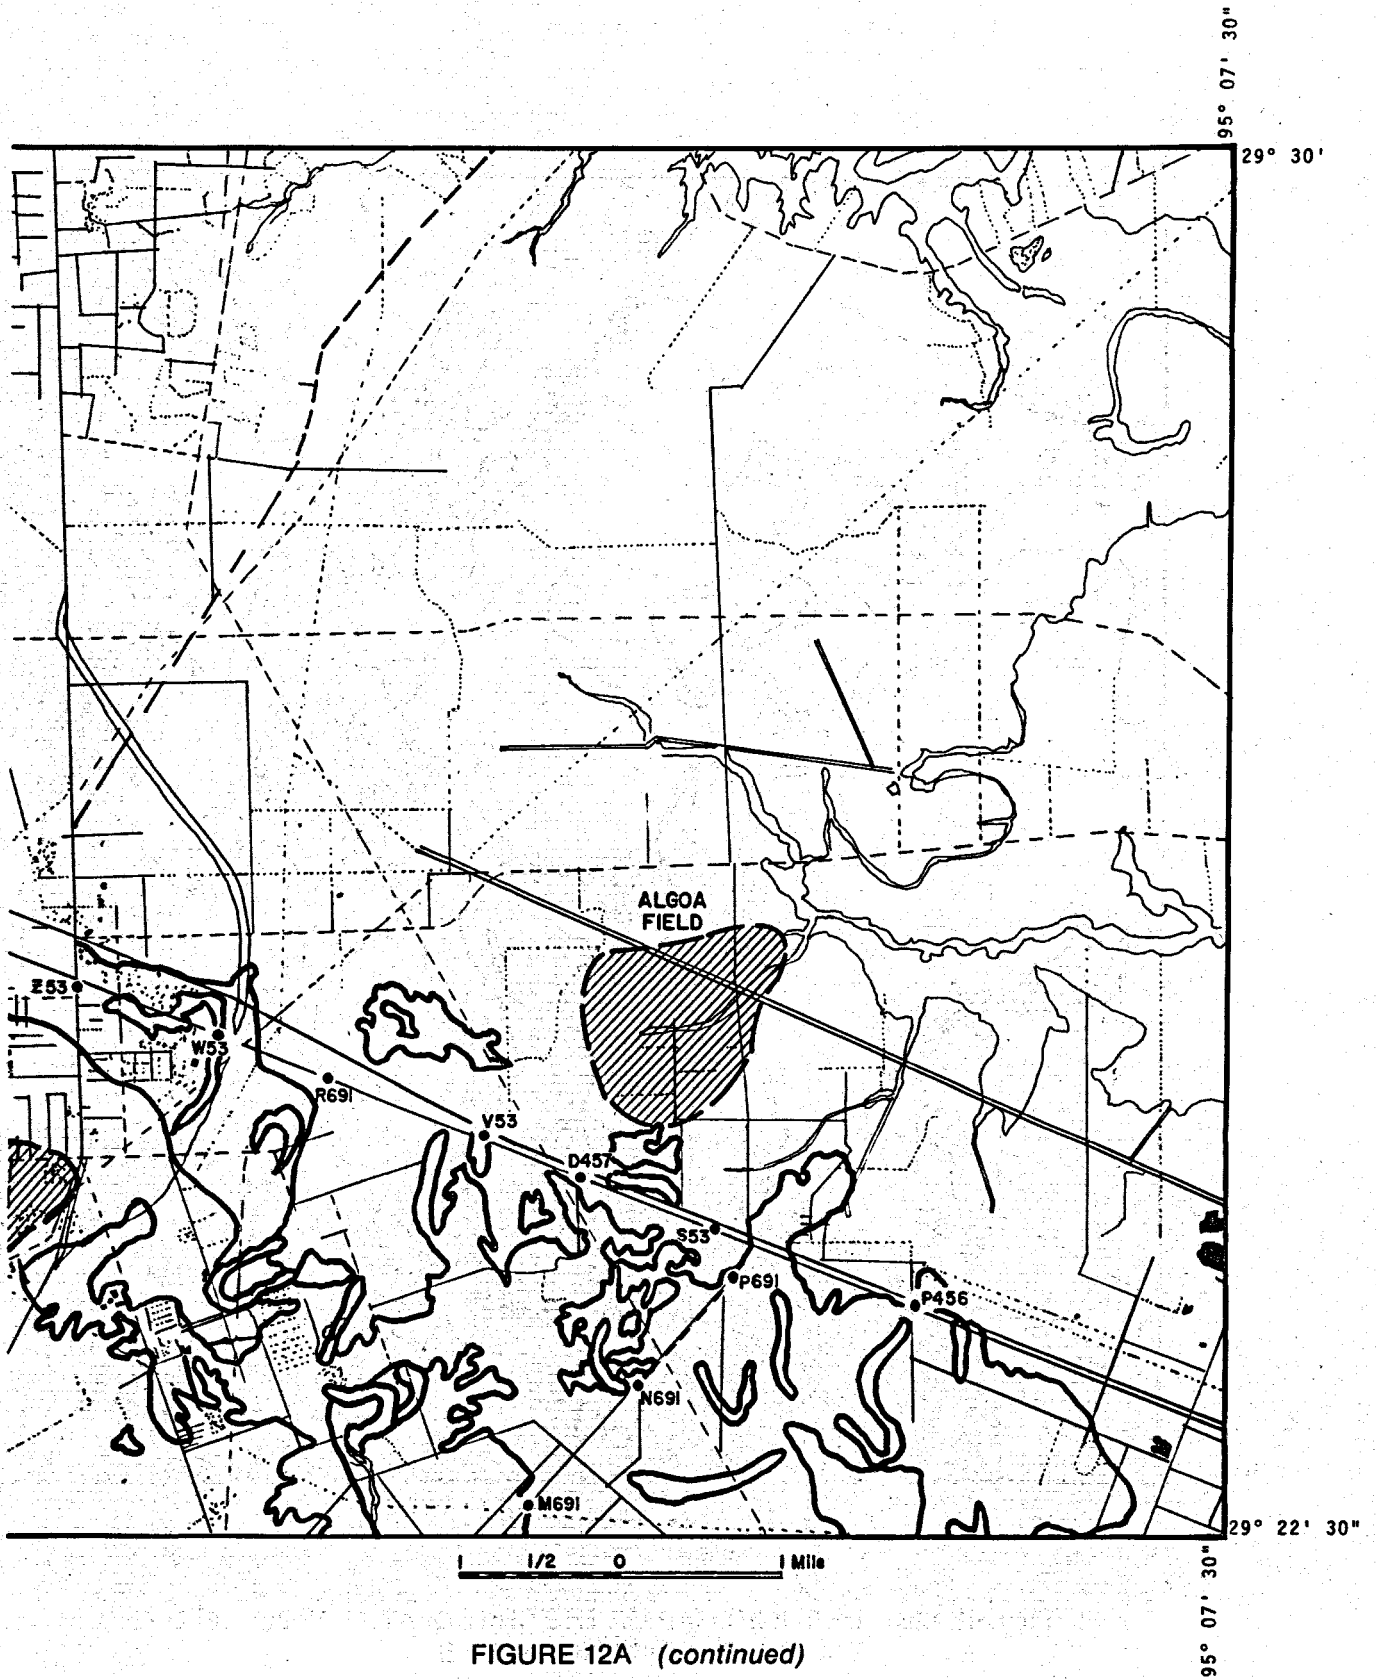 95° 07' 30"
29° 30'
ALGOA
FIELD
Z53
W53
R691
V53
D457
S53
P691
P456
N691
M691
29° 22' 30"
1 1/2 0 1 Mile
95° 07' 30"
FIGURE 12A (continued)